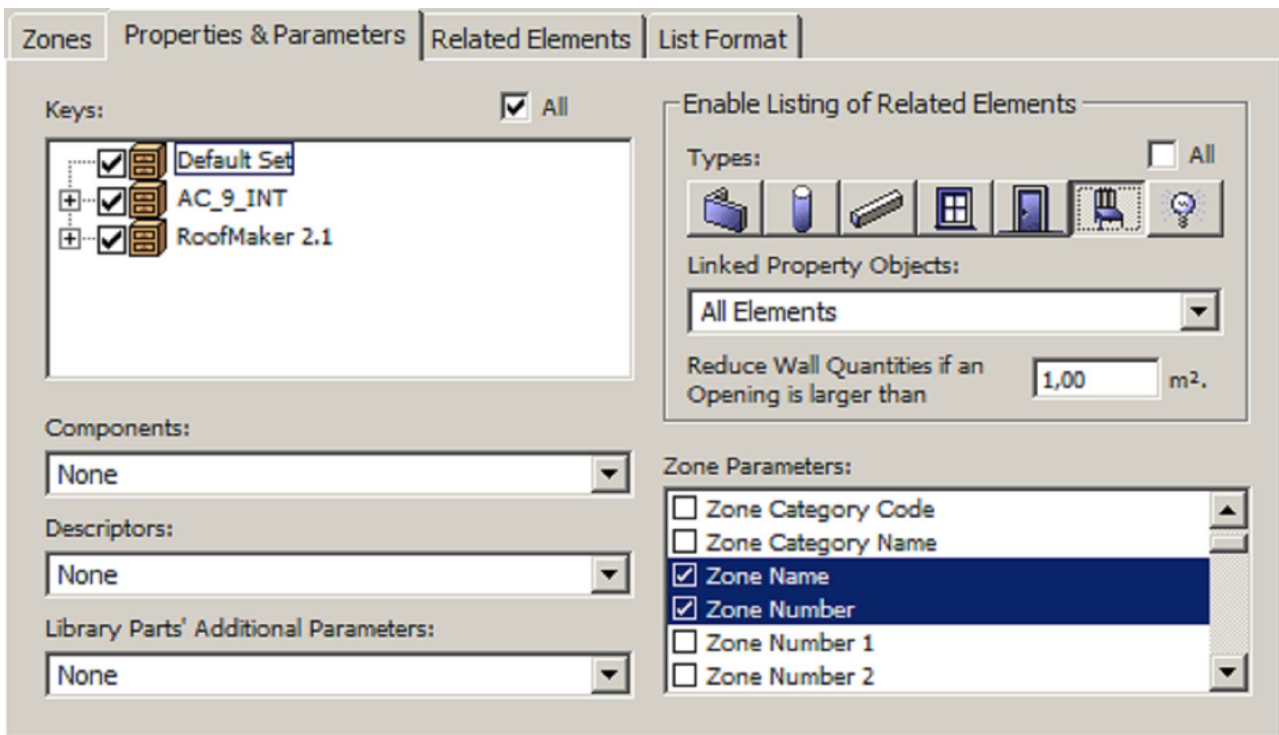 Zones
Properties & Parameters
Related Elements
List Format
Keys:
All
Default Set
AC_9_INT
RoofMaker 2.1
Components:
None
Descriptors:
None
Library Parts' Additional Parameters:
None
Enable Listing of Related Elements
Types:
All
Linked Property Objects:
All Elements
Reduce Wall Quantities if an
Opening is larger than
1,00
m².
Zone Parameters:
Zone Category Code
Zone Category Name
Zone Name
Zone Number
Zone Number 1
Zone Number 2